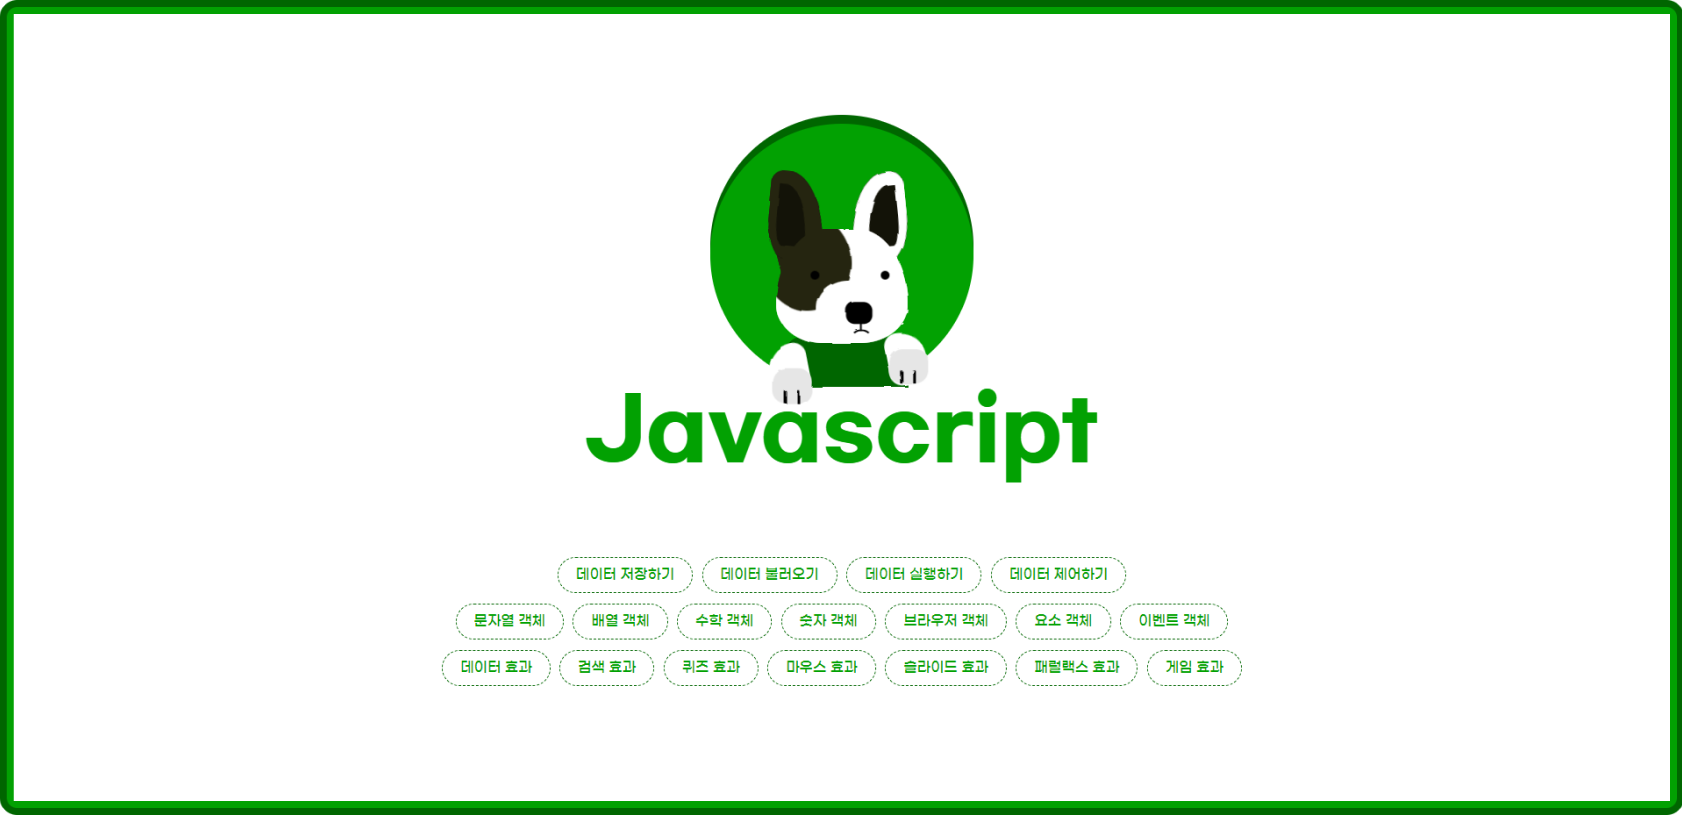 Javascript
데이터 저장하기 데이터 불러오기 데이터 실행하기 데이터 제어하기
문자열 객체 배열 객체 수학 객체 숫자 객체 브라우저 객체 요소 객체 이벤트 객체
데이터 효과 검색 효과 퀴즈 효과 마우스 효과 슬라이드 효과 패럴랙스 효과 게임 효과